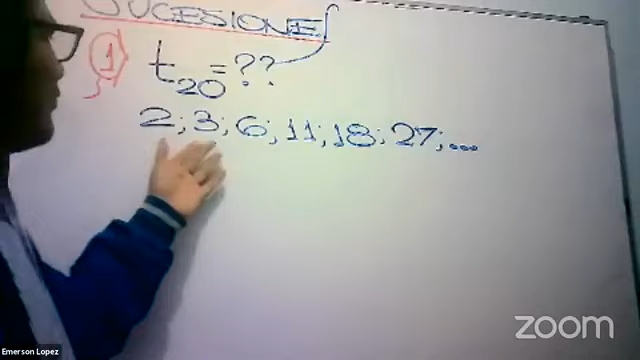 SUCESIONES
1) t20 = ??
2; 3; 6; 11; 18; 27; ...
zoom
Emerson Lopez